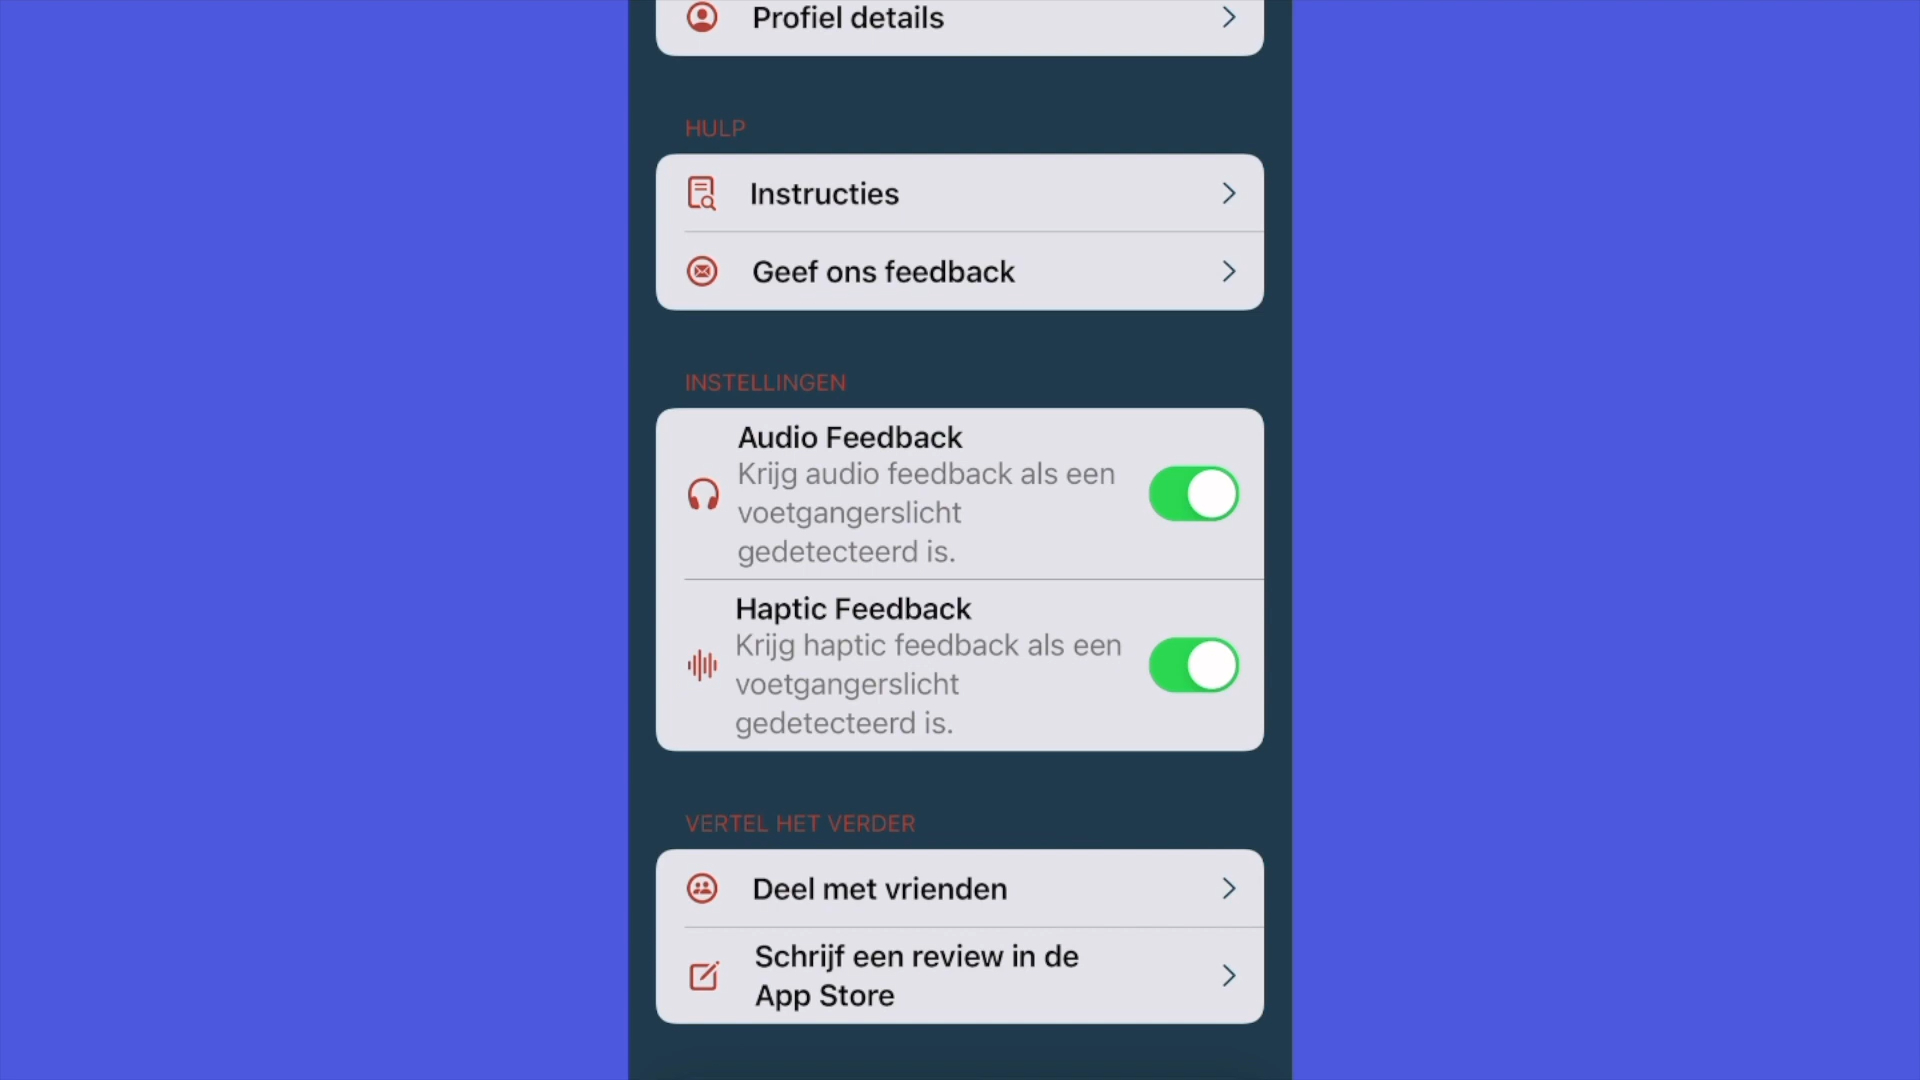 Profiel details
HULP
Instructies
Geef ons feedback
INSTELLINGEN
Audio Feedback
Krijg audio feedback als een
voetgangerslicht
gedetecteerd is.
Haptic Feedback
Krijg haptic feedback als een
voetgangerslicht
gedetecteerd is.
VERTEL HET VERDER
Deel met vrienden
Schrijf een review in de
App Store